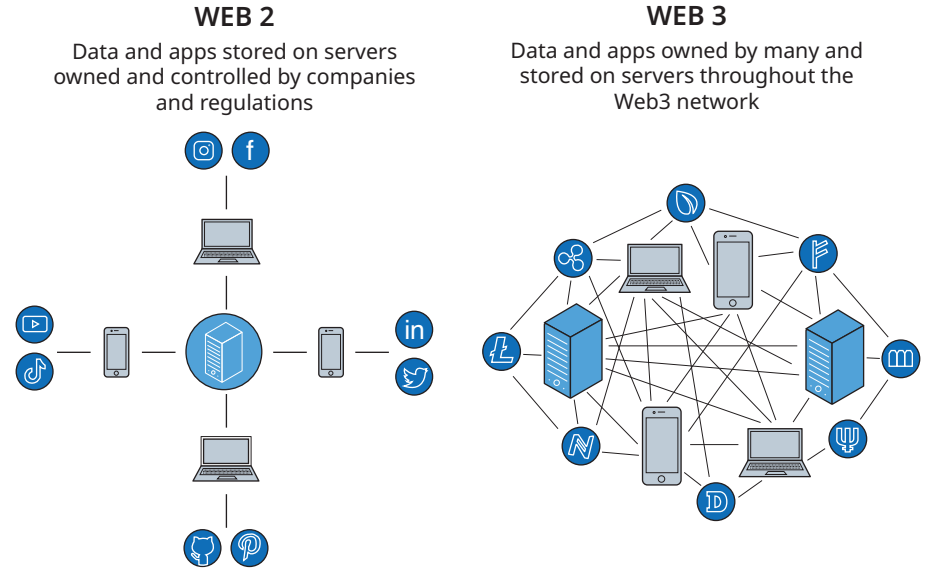 WEB 2
Data and apps stored on servers
owned and controlled by companies
and regulations
WEB 3
Data and apps owned by many and
stored on servers throughout the
Web3 network
f
in